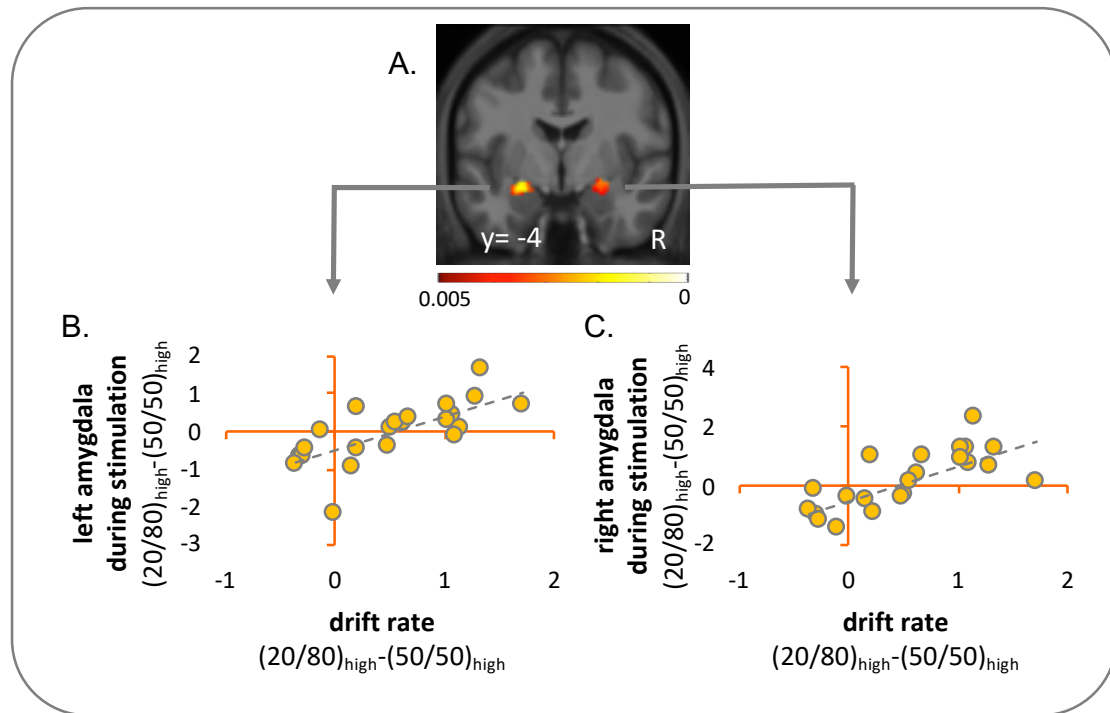 A.
y= -4
R
0.005
0
B.
left amygdala
during stimulation
(20/80)high-(50/50)high
2
1
0
-1
-2
-3
-1
0
1
2
drift rate
(20/80)high-(50/50)high
C.
right amygdala
during stimulation
(20/80)high-(50/50)high
4
2
0
-2
-1
0
1
2
drift rate
(20/80)high-(50/50)high